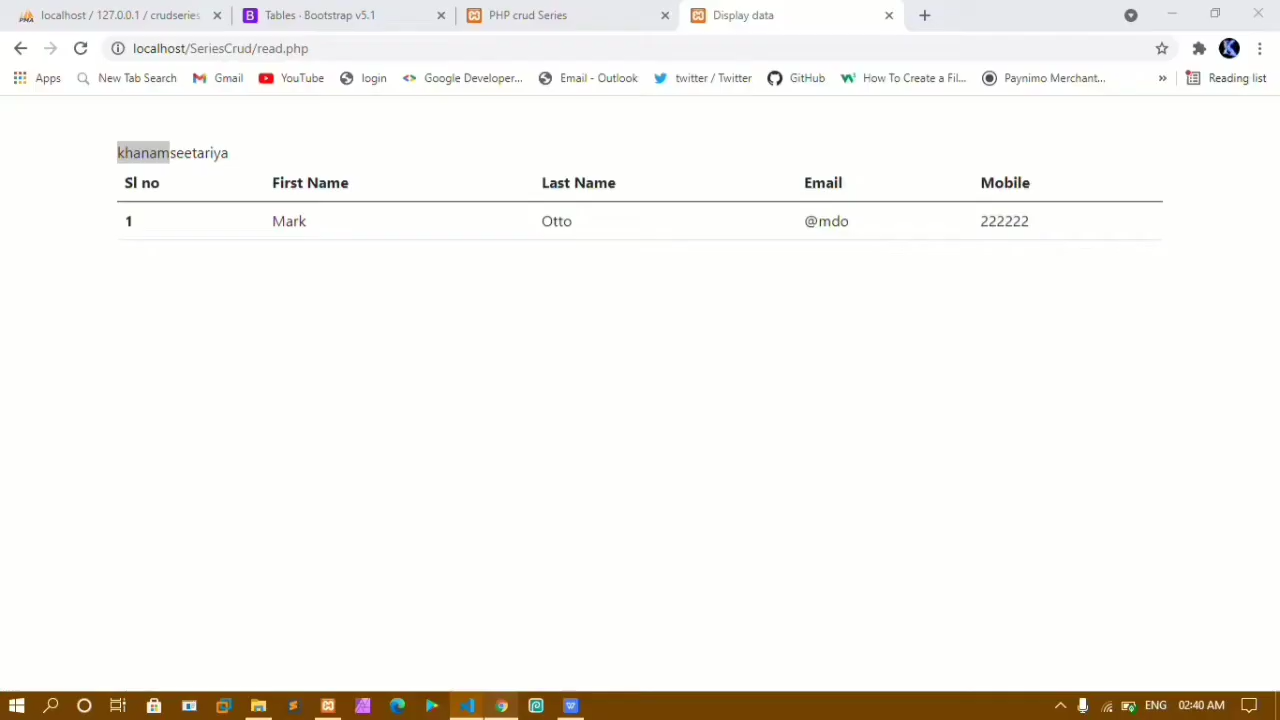 localhost / 127.0.0.1 / crudseries
Tables - Bootstrap v5.1
PHP crud Series
Display data
localhost/SeriesCrud/read.php
Apps New Tab Search Gmail YouTube login Google Developer... Email - Outlook twitter / Twitter GitHub How To Create a Fil... Paynimo Merchant... » Reading list
khanamseetariya
Sl no First Name Last Name Email Mobile
1 Mark Otto @mdo 222222
ENG 02:40 AM